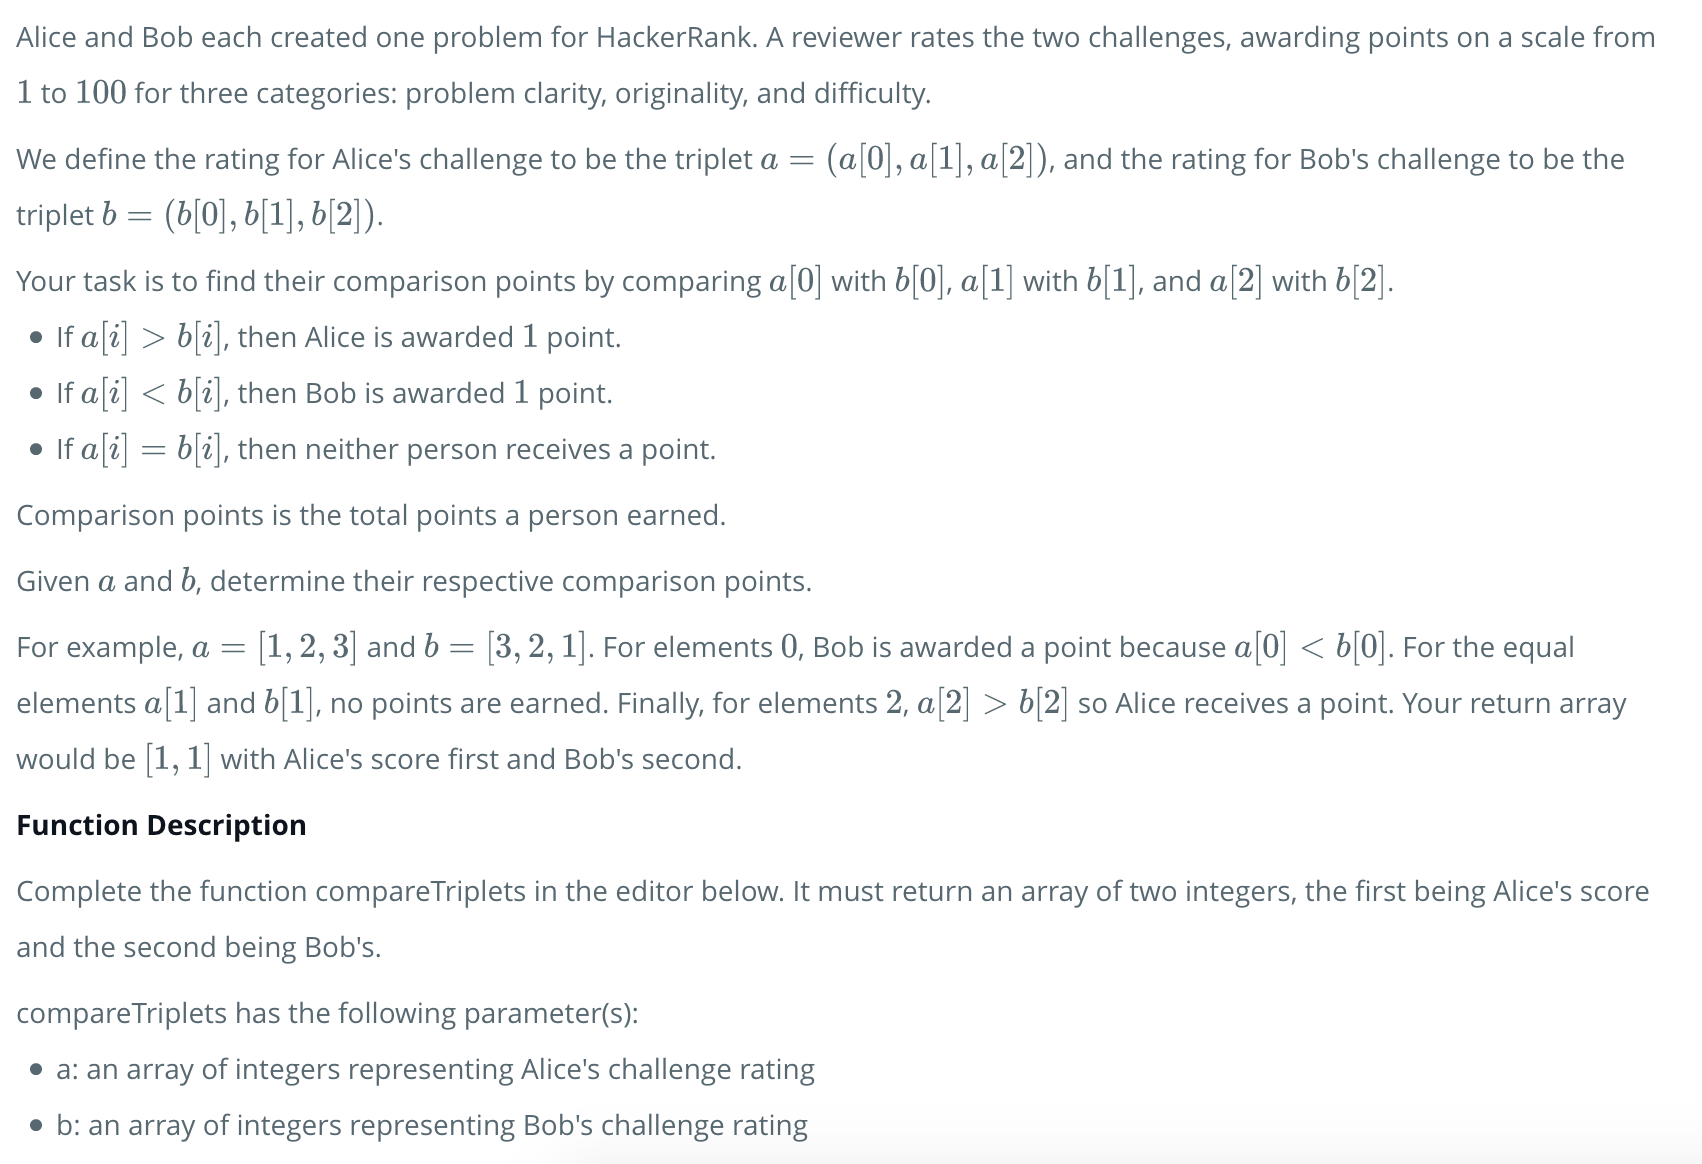 Alice and Bob each created one problem for HackerRank. A reviewer rates the two challenges, awarding points on a scale from
1 to 100 for three categories: problem clarity, originality, and difficulty.
We define the rating for Alice's challenge to be the triplet a = (a[0], a[1], a[2]), and the rating for Bob's challenge to be the
triplet b = (b[0], b[1], b[2]).
Your task is to find their comparison points by comparing a[0] with b[0], a[1] with b[1], and a[2] with b[2].
• If a[i] > b[i], then Alice is awarded 1 point.
• If a[i] < b[i], then Bob is awarded 1 point.
• If a[i] = b[i], then neither person receives a point.
Comparison points is the total points a person earned.
Given a and b, determine their respective comparison points.
For example, a = [1, 2, 3] and b = [3, 2, 1]. For elements 0, Bob is awarded a point because a[0] < b[0]. For the equal
elements a[1] and b[1], no points are earned. Finally, for elements 2, a[2] > b[2] so Alice receives a point. Your return array
would be [1, 1] with Alice's score first and Bob's second.
Function Description
Complete the function compareTriplets in the editor below. It must return an array of two integers, the first being Alice's score
and the second being Bob's.
compareTriplets has the following parameter(s):
• a: an array of integers representing Alice's challenge rating
• b: an array of integers representing Bob's challenge rating